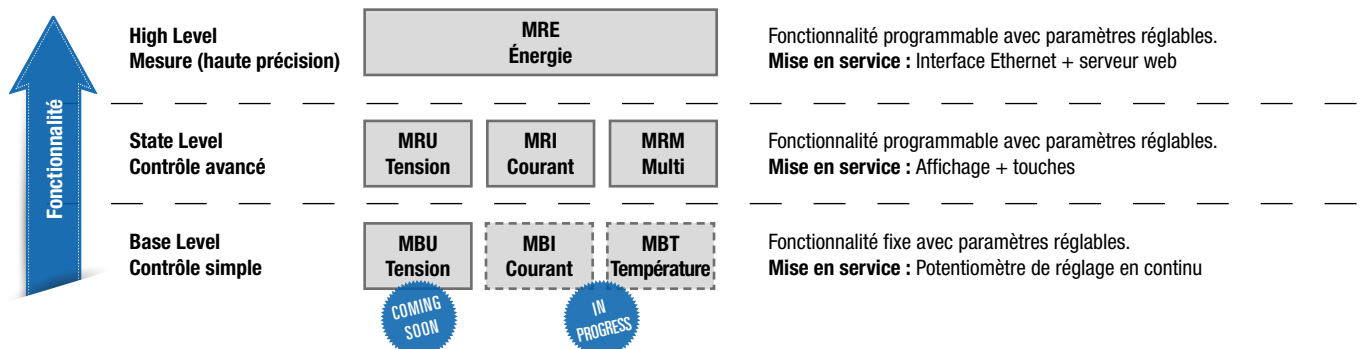 Fonctionnalité
High Level
Mesure (haute précision)
MRE
Énergie
Fonctionnalité programmable avec paramètres réglables.
Mise en service : Interface Ethernet + serveur web
State Level
Contrôle avancé
MRU
Tension
MRI
Courant
MRM
Multi
Fonctionnalité programmable avec paramètres réglables.
Mise en service : Affichage + touches
Base Level
Contrôle simple
MBU
Tension
MBI
Courant
MBT
Température
Fonctionnalité fixe avec paramètres réglables.
Mise en service : Potentiomètre de réglage en continu
COMING
SOON
IN
PROGRESS